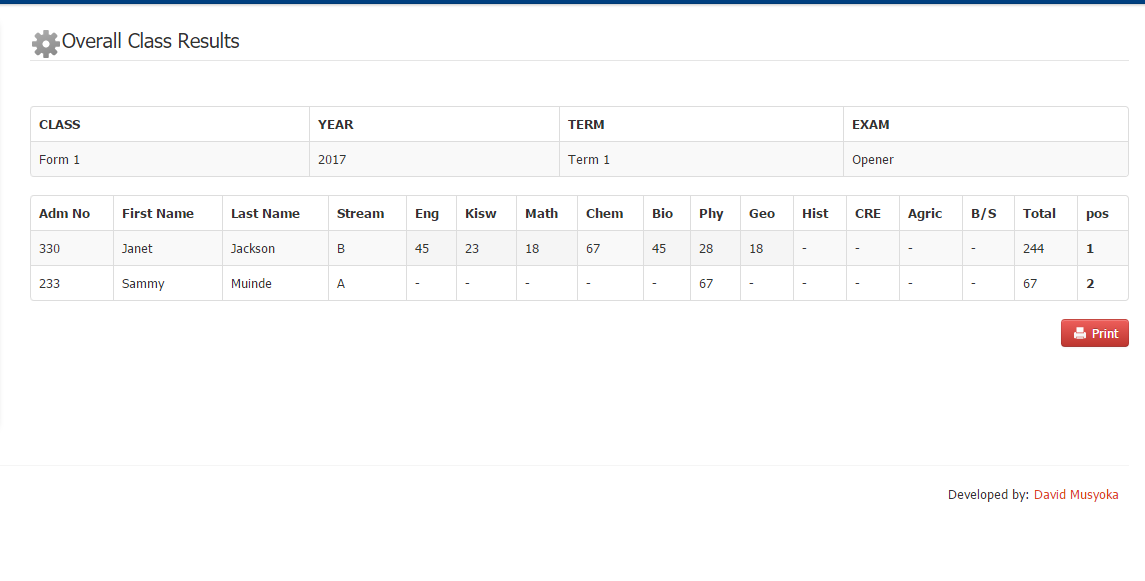 Overall Class Results
CLASS YEAR TERM EXAM
Form 1 2017 Term 1 Opener
Adm No First Name Last Name Stream Eng Kisw Math Chem Bio Phy Geo Hist CRE Agric B/S Total pos
330 Janet Jackson B 45 23 18 67 45 28 18 - - - - 244 1
233 Sammy Muinde A - - - - - 67 - - - - - 67 2
Print
Developed by: David Musyoka